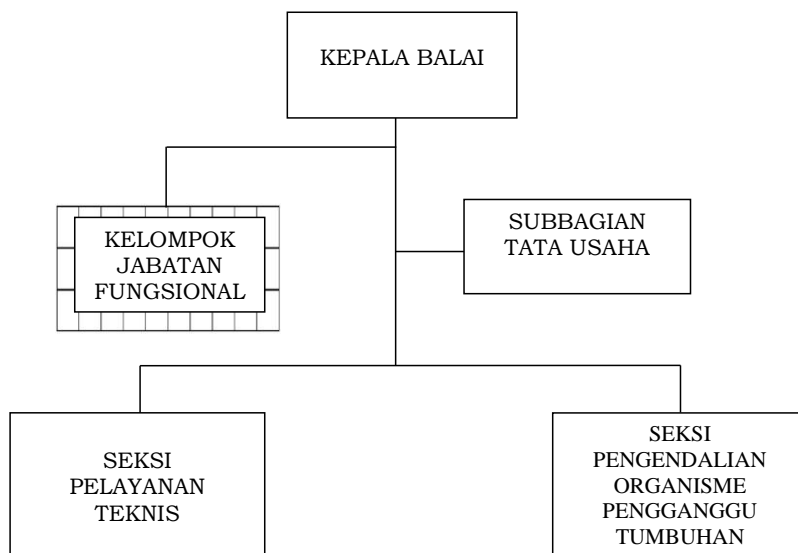 KEPALA BALAI
KELOMPOK
JABATAN
FUNGSIONAL
SUBBAGIAN
TATA USAHA
SEKSI
PELAYANAN
TEKNIS
SEKSI
PENGENDALIAN
ORGANISME
PENGGANGGU
TUMBUHAN